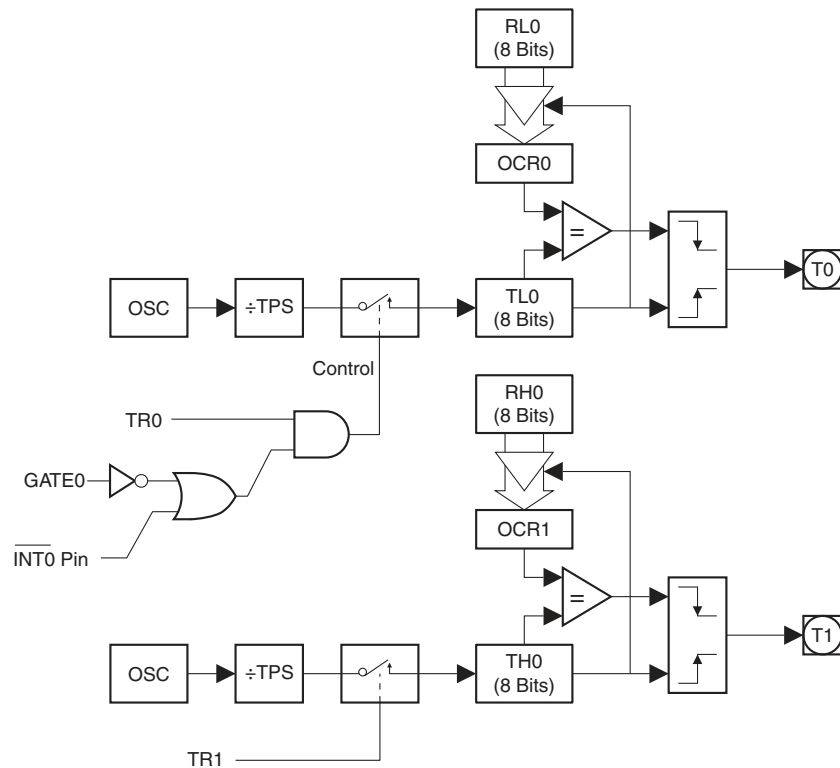 RL0
(8 Bits)
OCR0
=
OSC
÷TPS
TL0
(8 Bits)
T0
Control
TR0
GATE0
INT0 Pin
RH0
(8 Bits)
OCR1
=
OSC
÷TPS
TH0
(8 Bits)
T1
TR1